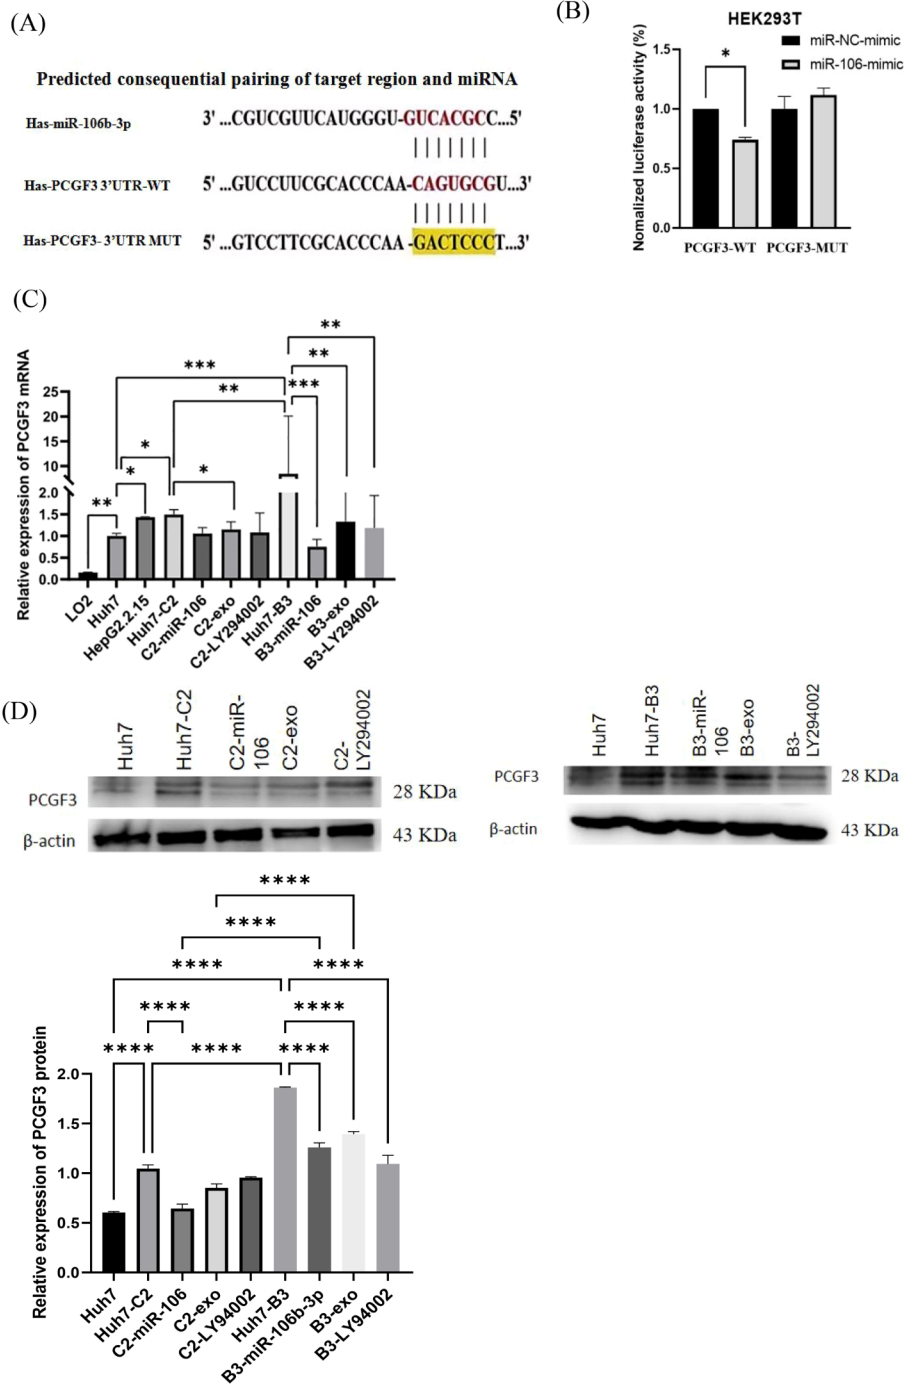 (A)
Predicted consequential pairing of target region and miRNA
Has-miR-106b-3p
3' ...CGUCGUUCAUGGGU-GUCACGCC...5'
Has-PCGF3 3'UTR-WT
5' ...GUCCUUCGCACCCAA-CAGUGCGU...3'
Has-PCGF3- 3'UTR MUT
5' ...GTCCTTCGCACCCAA -GACTCCCT...3'
(B)
HEK293T
Nomalized luciferase activity (%)
1.5
1.0
0.5
0.0
*
miR-NC-mimic
miR-106-mimic
PCGF3-WT
PCGF3-MUT
(C)
Relative expression of PCGF3 mRNA
25
20
15
10
2.0
1.5
1.0
0.5
0.0
**
***
**
**
**
***
*
*
*
LO2
Huh7
HepG2.2.15
Huh7-C2
C2-miR-106
C2-exo
C2-LY294002
Huh7-B3
B3-miR-106
B3-exo
B3-LY294002
(D)
Huh7
Huh7-C2
C2-miR-
106
C2-exo
C2-
LY294002
PCGF3
28 KDa
β-actin
43 KDa
Huh7
Huh7-B3
B3-miR-
106
B3-exo
B3-
LY294002
PCGF3
28 KDa
β-actin
43 KDa
Relative expression of PCGF3 protein
2.0
1.5
1.0
0.5
0.0
****
****
****
****
****
****
****
****
****
Huh7
Huh7-C2
C2-miR-106
C2-exo
C2-LY94002
Huh7-B3
B3-miR-106b-3p
B3-exo
B3-LY94002